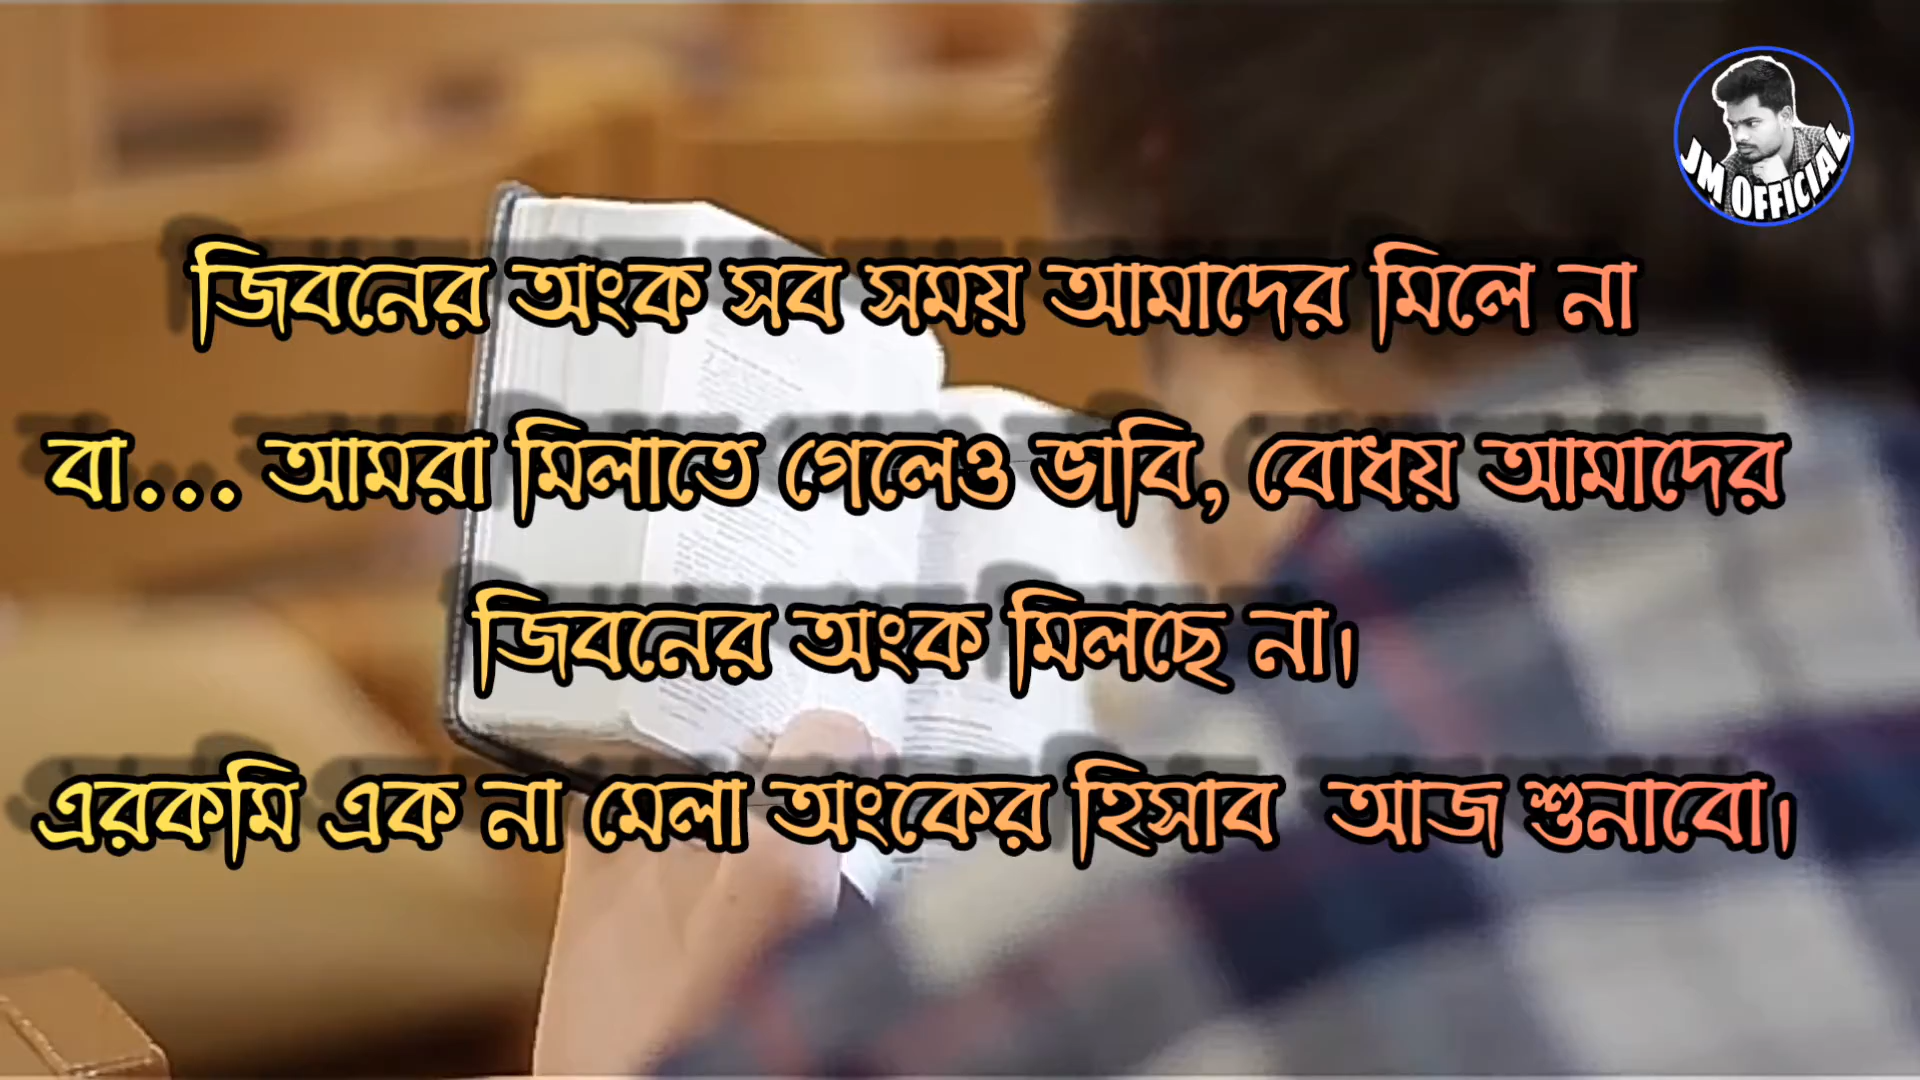 JM OFFICIAL
জিবনের অংক সব সময় আমাদের মিলে না
বা... আমরা মিলাতে গেলেও ভাবি, বোধয় আমাদের
জিবনের অংক মিলছে না।
এরকমি এক না মেলা অংকের হিসাব আজ শুনাবো।